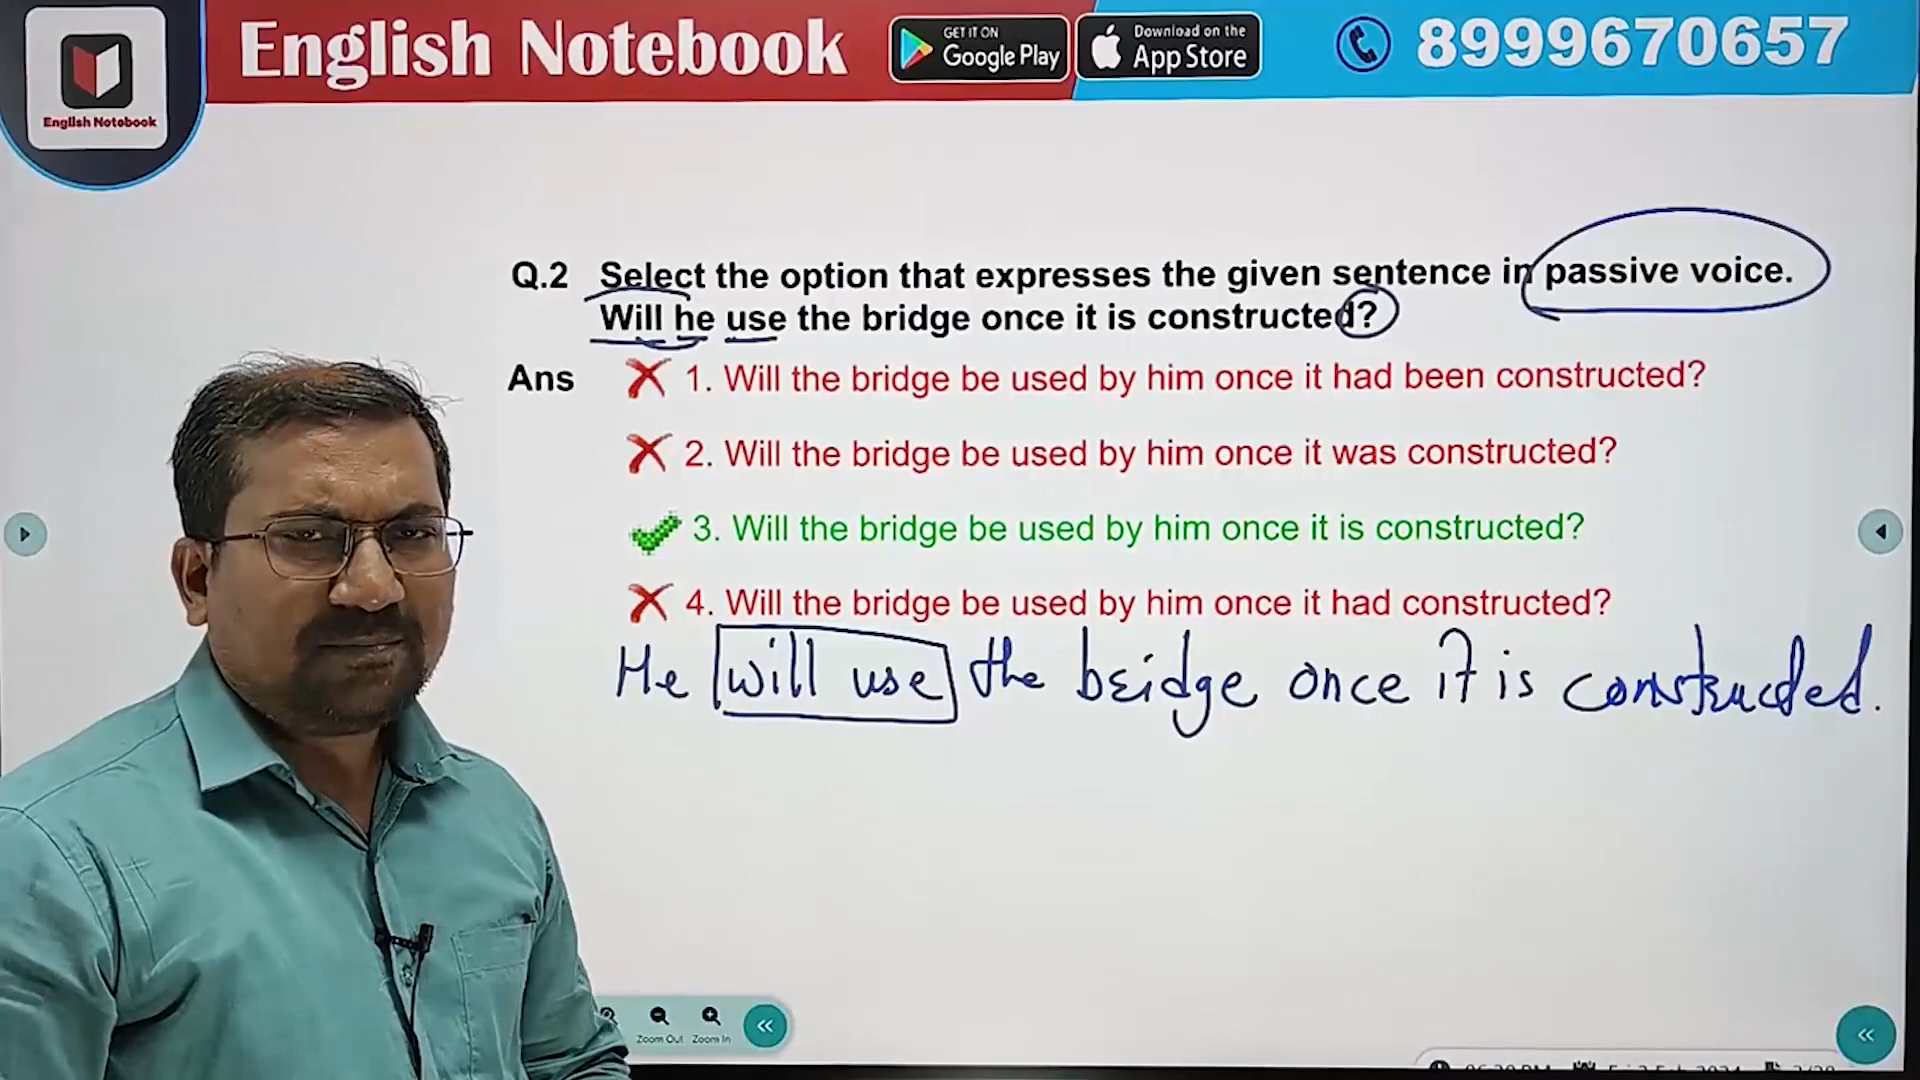 English Notebook
GET IT ON
Google Play
Download on the
App Store
8999670657
English Notebook
Q.2 Select the option that expresses the given sentence in passive voice.
Will he use the bridge once it is constructed?
Ans 1. Will the bridge be used by him once it had been constructed?
2. Will the bridge be used by him once it was constructed?
3. Will the bridge be used by him once it is constructed?
4. Will the bridge be used by him once it had constructed?
He will use the bridge once it is constructed.
Zoom Out Zoom In